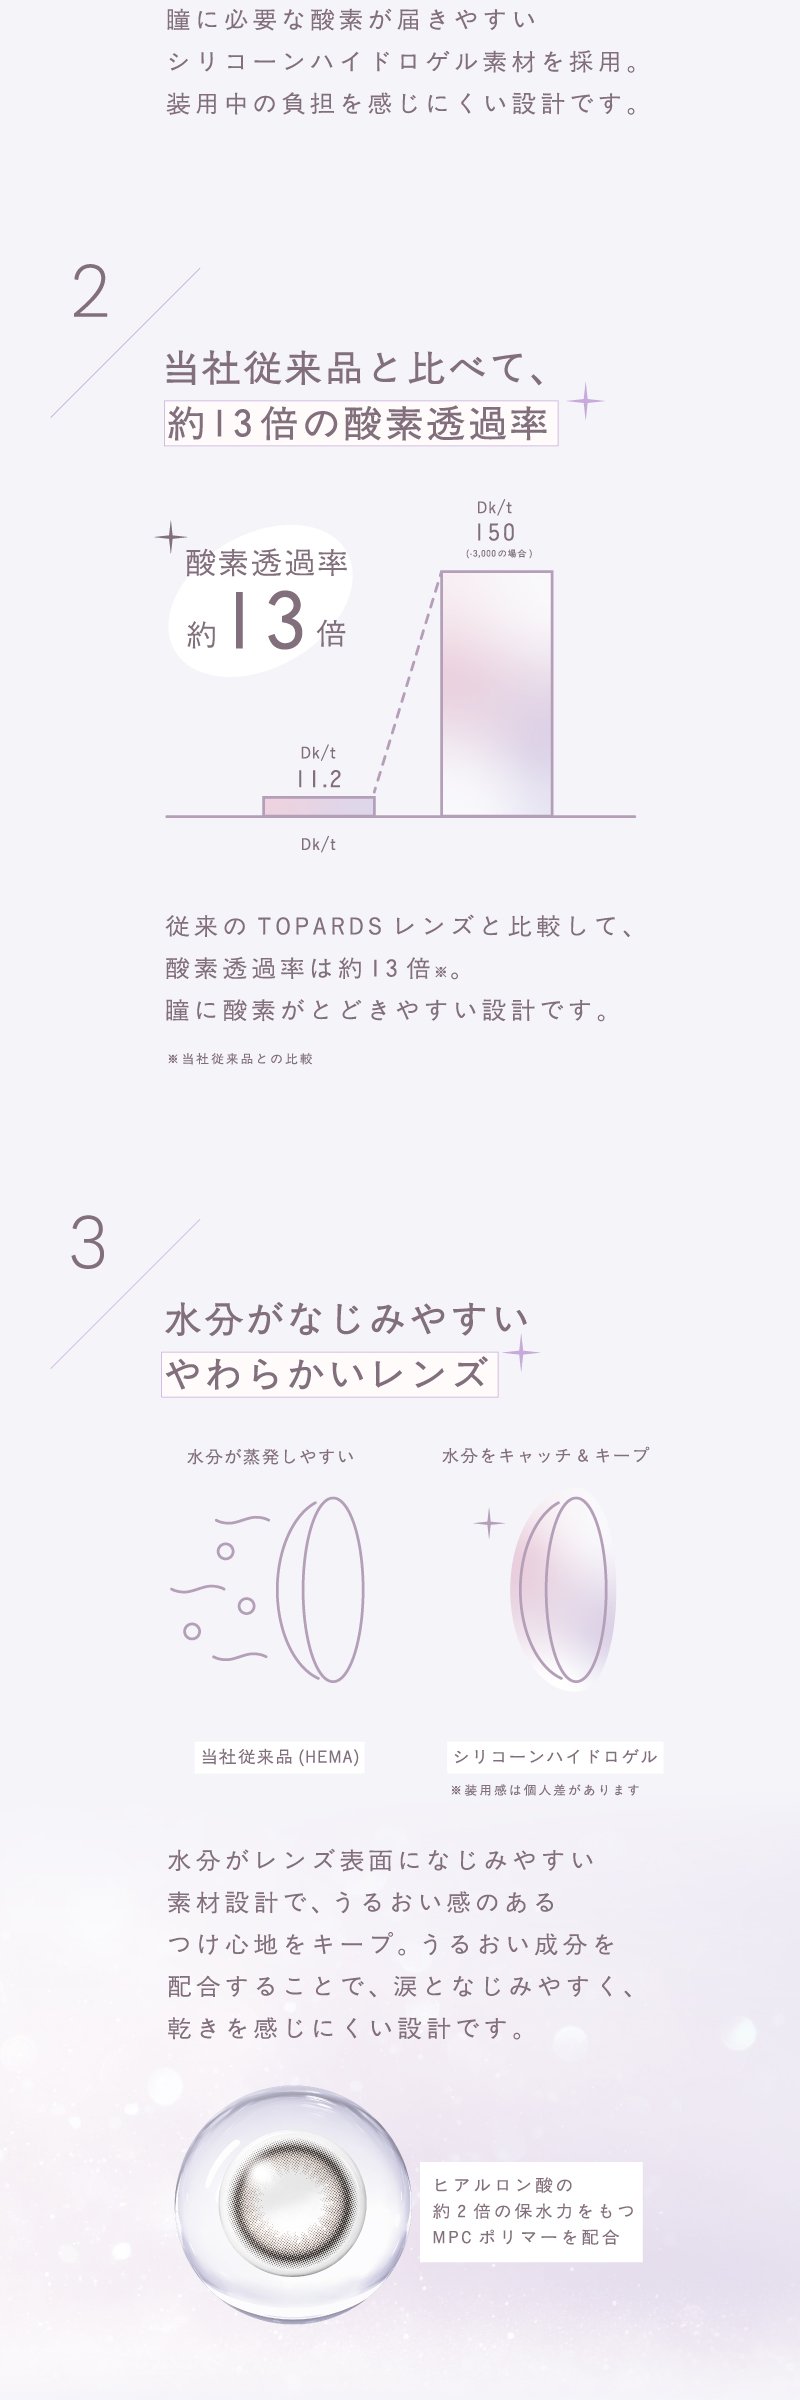 瞳に必要な酸素が届きやすい
シリコーンハイドロゲル素材を採用。
装用中の負担を感じにくい設計です。
2
当社従来品と比べて、
約13倍の酸素透過率
Dk/t
150
(-3,000の場合)
酸素透過率
約13倍
Dk/t
11.2
Dk/t
従来のTOPARDSレンズと比較して、
酸素透過率は約13倍※。
瞳に酸素がとどきやすい設計です。
※当社従来品との比較
3
水分がなじみやすい
やわらかいレンズ
水分が蒸発しやすい
水分をキャッチ&キープ
当社従来品(HEMA)
シリコーンハイドロゲル
※装用感は個人差があります
水分がレンズ表面になじみやすい
素材設計で、うるおい感のある
つけ心地をキープ。うるおい成分を
配合することで、涙となじみやすく、
乾きを感じにくい設計です。
ヒアルロン酸の
約2倍の保水力をもつ
MPCポリマーを配合